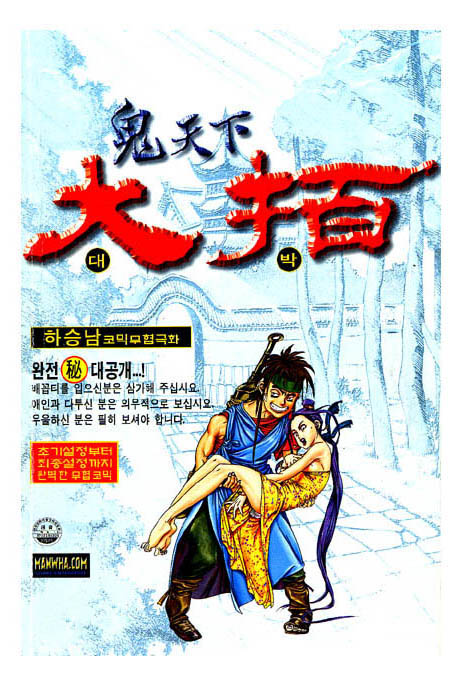 鬼天下
大拍
대 박
하승남 코믹무협극화
완전 秘 대공개...!
배꼽티를 입으신분은 삼가해 주십시요.
애인과 다투신 분은 의무적으로 보십시요.
우울하신 분은 필히 보셔야 합니다.
초기설정부터
최종설정까지
완벽한 무협코믹
MANWHA.COM